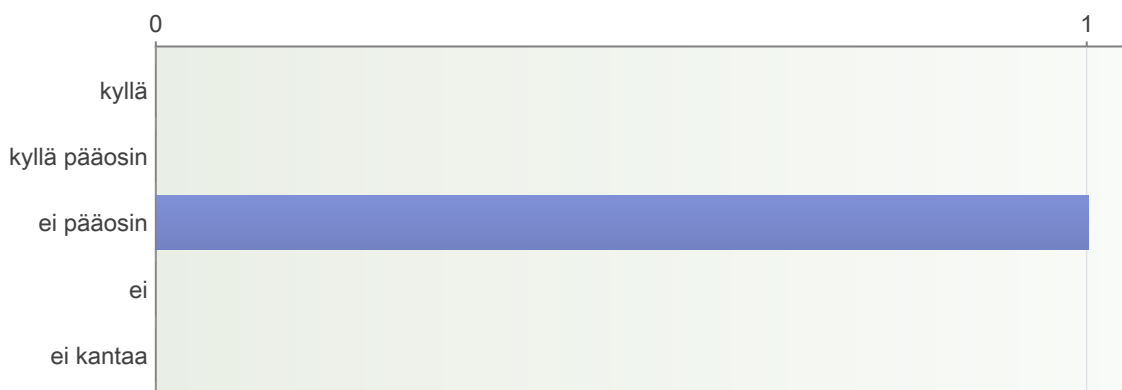 0 1
kyllä
kyllä pääosin
ei pääosin
ei
ei kantaa